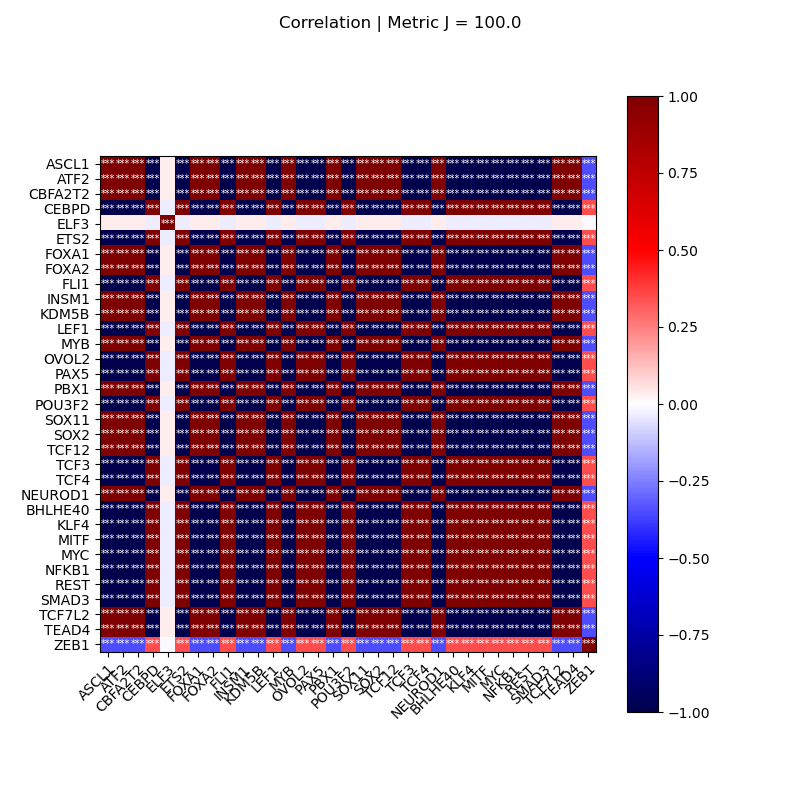 Correlation | Metric J = 100.0
ASCL1
ATF2
CBFA2T2
CEBPD
ELF3
ETS2
FOXA1
FOXA2
FLI1
INSM1
KDM5B
LEF1
MYB
OVOL2
PAX5
PBX1
POU3F2
SOX11
SOX2
TCF12
TCF3
TCF4
NEUROD1
BHLHE40
KLF4
MITF
MYC
NFKB1
REST
SMAD3
TCF7L2
TEAD4
ZEB1
ASCL1
ATF2
CBFA2T2
CEBPD
ELF3
ETS2
FOXA1
FOXA2
FLI1
INSM1
KDM5B
LEF1
MYB
OVOL2
PAX5
PBX1
POU3F2
SOX11
SOX2
TCF12
TCF3
TCF4
NEUROD1
BHLHE40
KLF4
MITF
MYC
NFKB1
REST
SMAD3
TCF7L2
TEAD4
ZEB1
1.00
0.75
0.50
0.25
0.00
−0.25
−0.50
−0.75
−1.00